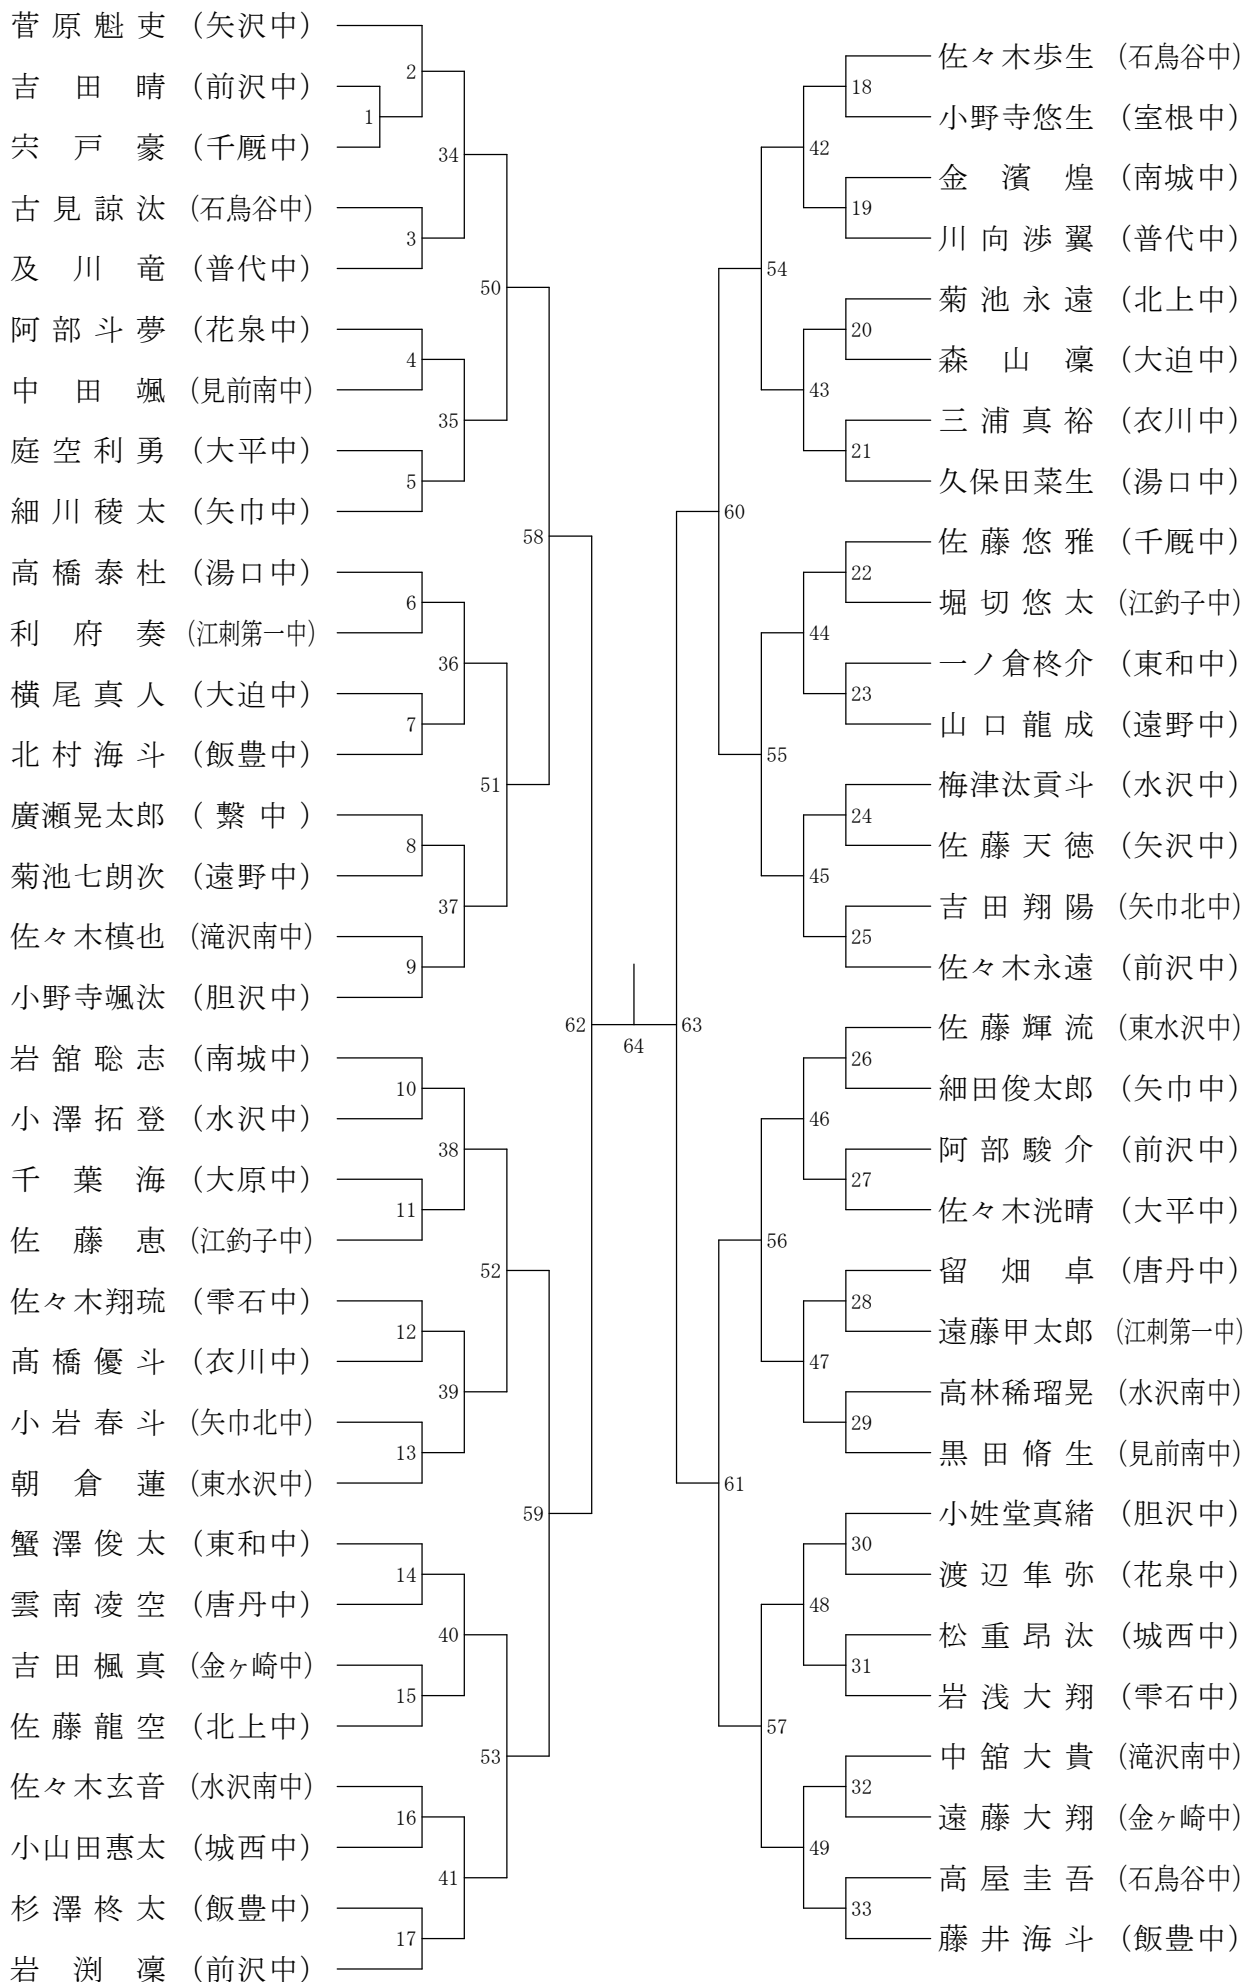 菅原魁吏 (矢沢中)
吉田晴 (前沢中)
宍戸豪 (千厩中)
古見諒汰 (石鳥谷中)
及川竜 (普代中)
阿部斗夢 (花泉中)
中田颯 (見前南中)
庭空利勇 (大平中)
細川稜太 (矢巾中)
高橋泰杜 (湯口中)
利府奏 (江刺第一中)
横尾真人 (大迫中)
北村海斗 (飯豊中)
廣瀬晃太郎 (繋中)
菊池七朗次 (遠野中)
佐々木槙也 (滝沢南中)
小野寺颯汰 (胆沢中)
岩舘聡志 (南城中)
小澤拓登 (水沢中)
千葉海 (大原中)
佐藤恵 (江釣子中)
佐々木翔琉 (雫石中)
髙橋優斗 (衣川中)
小岩春斗 (矢巾北中)
朝倉蓮 (東水沢中)
蟹澤俊太 (東和中)
雲南凌空 (唐丹中)
吉田楓真 (金ヶ崎中)
佐藤龍空 (北上中)
佐々木玄音 (水沢南中)
小山田惠太 (城西中)
杉澤柊太 (飯豊中)
岩渕凜 (前沢中)
1
2
3
4
5
6
7
8
9
10
11
12
13
14
15
16
17
34
35
36
37
38
39
40
41
50
51
52
53
58
59
62
64
63
60
61
54
55
56
57
42
43
44
45
46
47
48
49
18
19
20
21
22
23
24
25
26
27
28
29
30
31
32
33
佐々木歩生 (石鳥谷中)
小野寺悠生 (室根中)
金濱煌 (南城中)
川向渉翼 (普代中)
菊池永遠 (北上中)
森山凜 (大迫中)
三浦真裕 (衣川中)
久保田菜生 (湯口中)
佐藤悠雅 (千厩中)
堀切悠太 (江釣子中)
一ノ倉柊介 (東和中)
山口龍成 (遠野中)
梅津汰貢斗 (水沢中)
佐藤天徳 (矢沢中)
吉田翔陽 (矢巾北中)
佐々木永遠 (前沢中)
佐藤輝流 (東水沢中)
細田俊太郎 (矢巾中)
阿部駿介 (前沢中)
佐々木洸晴 (大平中)
留畑卓 (唐丹中)
遠藤甲太郎 (江刺第一中)
高林稀瑠晃 (水沢南中)
黒田脩生 (見前南中)
小姓堂真緒 (胆沢中)
渡辺隼弥 (花泉中)
松重昂汰 (城西中)
岩浅大翔 (雫石中)
中舘大貴 (滝沢南中)
遠藤大翔 (金ヶ崎中)
高屋圭吾 (石鳥谷中)
藤井海斗 (飯豊中)